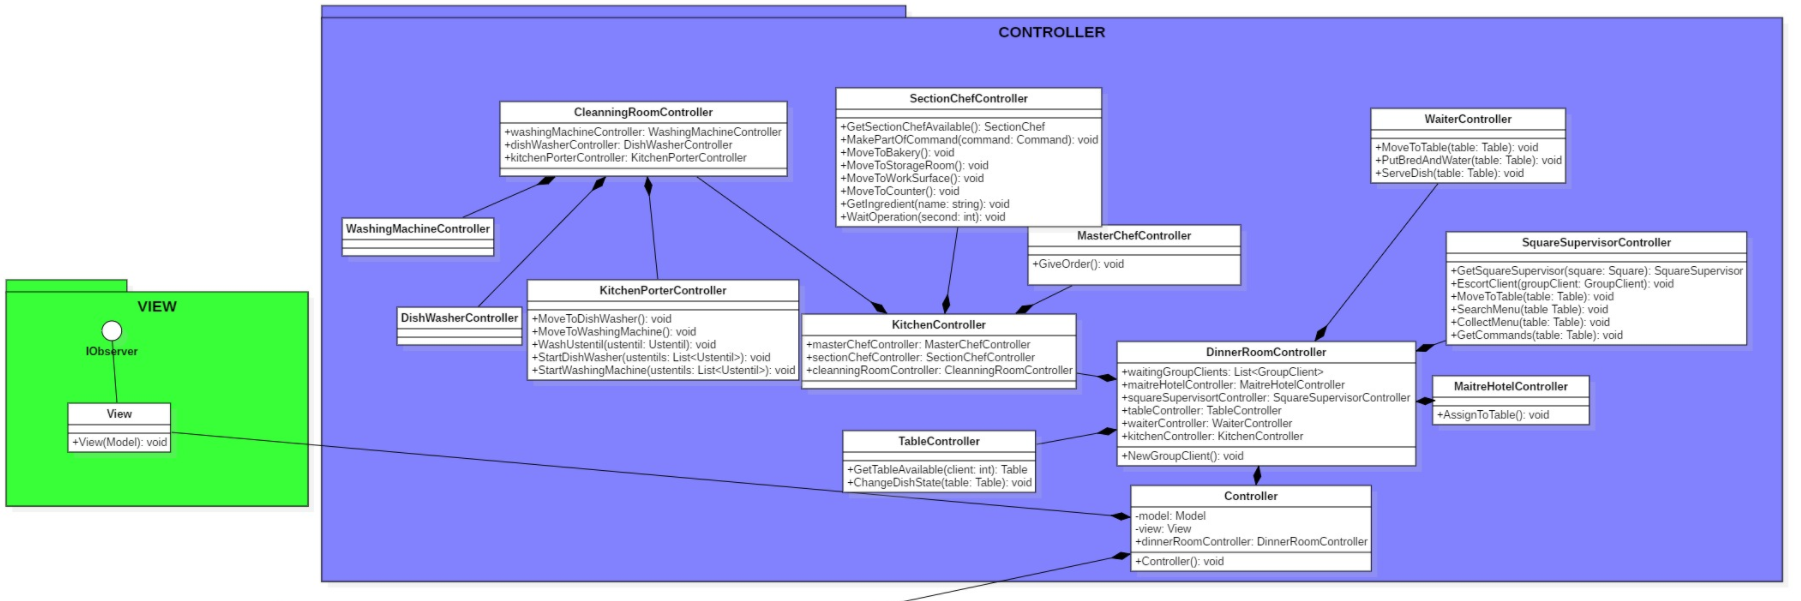 CONTROLLER
CleanningRoomController
+washingMachineController: WashingMachineController
+dishWasherController: DishWasherController
+kitchenPorterController: KitchenPorterController
SectionChefController
+GetSectionChefAvailable(): SectionChef
+MakePartOfCommand(command: Command): void
+MoveToBakery(): void
+MoveToStorageRoom(): void
+MoveToWorkSurface(): void
+MoveToCounter(): void
+GetIngredient(name: string): void
+WaitOperation(second: int): void
WaiterController
+MoveToTable(table: Table): void
+PutBredAndWater(table: Table): void
+ServeDish(table: Table): void
WashingMachineController
MasterChefController
+GiveOrder(): void
SquareSupervisorController
+GetSquareSupervisor(square: Square): SquareSupervisor
+EscortClient(groupClient: GroupClient): void
+MoveToTable(table: Table): void
+SearchMenu(table Table): void
+CollectMenu(table: Table): void
+GetCommands(table: Table): void
KitchenPorterController
+MoveToDishWasher(): void
+MoveToWashingMachine(): void
+WashUstentil(ustentil: Ustentil): void
+StartDishWasher(ustentils: List<Ustentil>): void
+StartWashingMachine(ustentils: List<Ustentil>): void
DishWasherController
KitchenController
+masterChefController: MasterChefController
+sectionChefController: SectionChefController
+cleanningRoomController: CleanningRoomController
VIEW
IObserver
View
+View(Model): void
DinnerRoomController
+waitingGroupClients: List<GroupClient>
+maitreHotelController: MaitreHotelController
+squareSupervisortController: SquareSupervisorController
+tableController: TableController
+waiterController: WaiterController
+kitchenController: KitchenController
+NewGroupClient(): void
MaitreHotelController
+AssignToTable(): void
TableController
+GetTableAvailable(client: int): Table
+ChangeDishState(table: Table): void
Controller
-model: Model
-view: View
+dinnerRoomController: DinnerRoomController
+Controller(): void